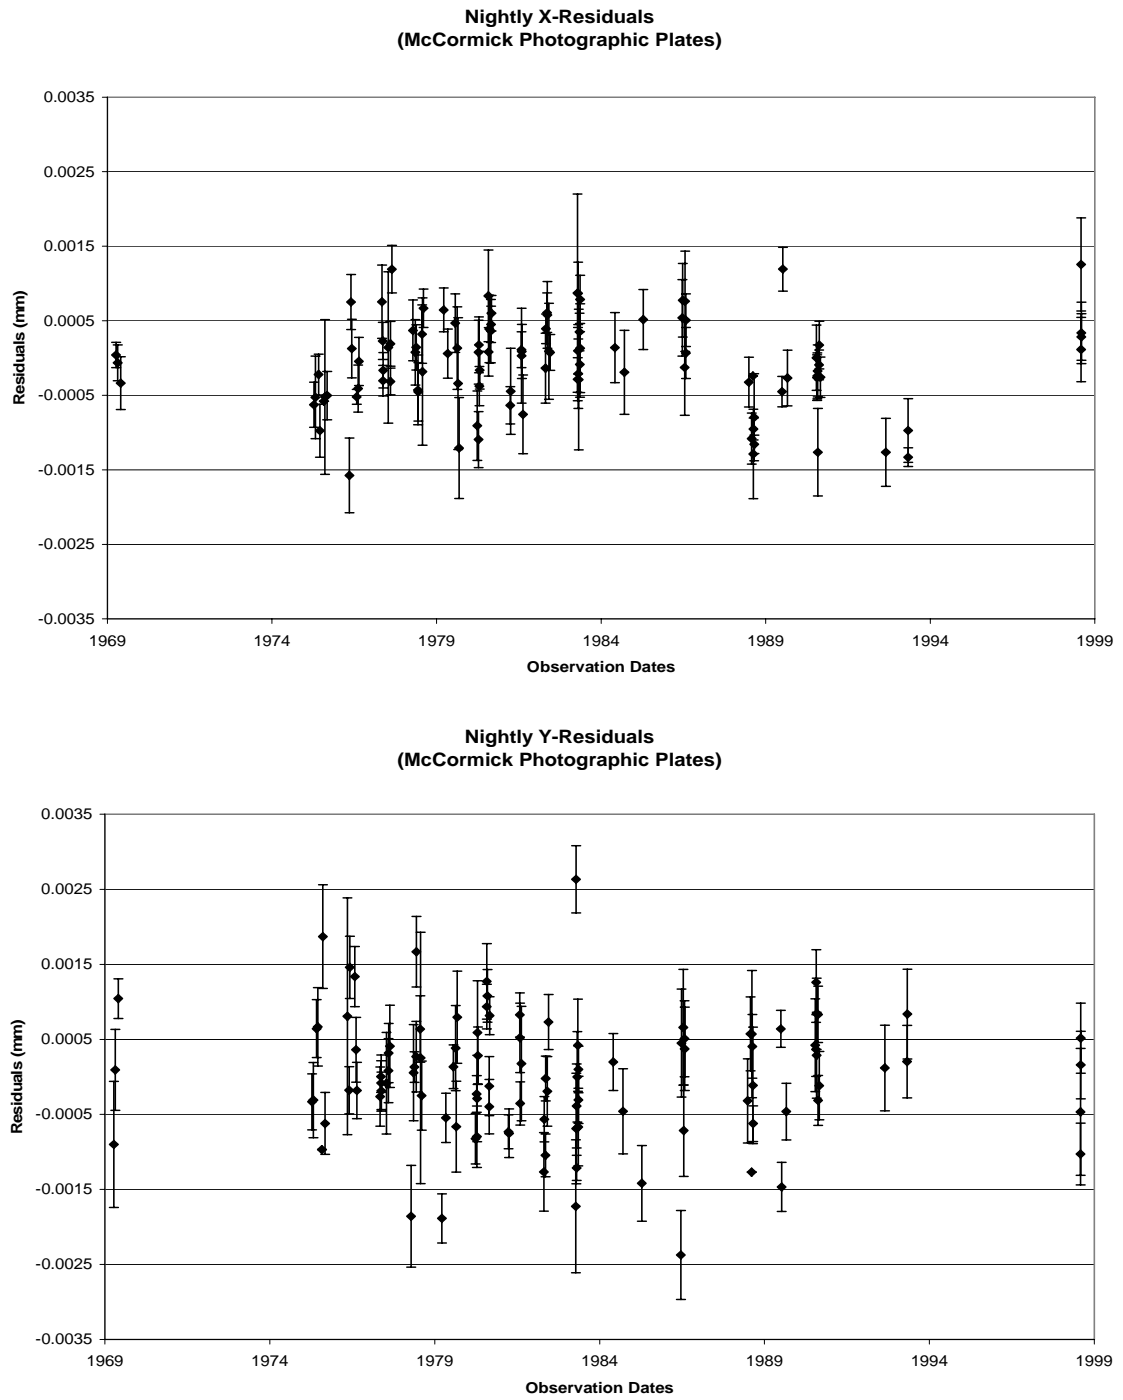 Nightly X-Residuals
(McCormick Photographic Plates)
0.0035
0.0025
0.0015
0.0005
-0.0005
-0.0015
-0.0025
-0.0035
Residuals (mm)
1969 1974 1979 1984 1989 1994 1999
Observation Dates
Nightly Y-Residuals
(McCormick Photographic Plates)
0.0035
0.0025
0.0015
0.0005
-0.0005
-0.0015
-0.0025
-0.0035
Residuals (mm)
1969 1974 1979 1984 1989 1994 1999
Observation Dates